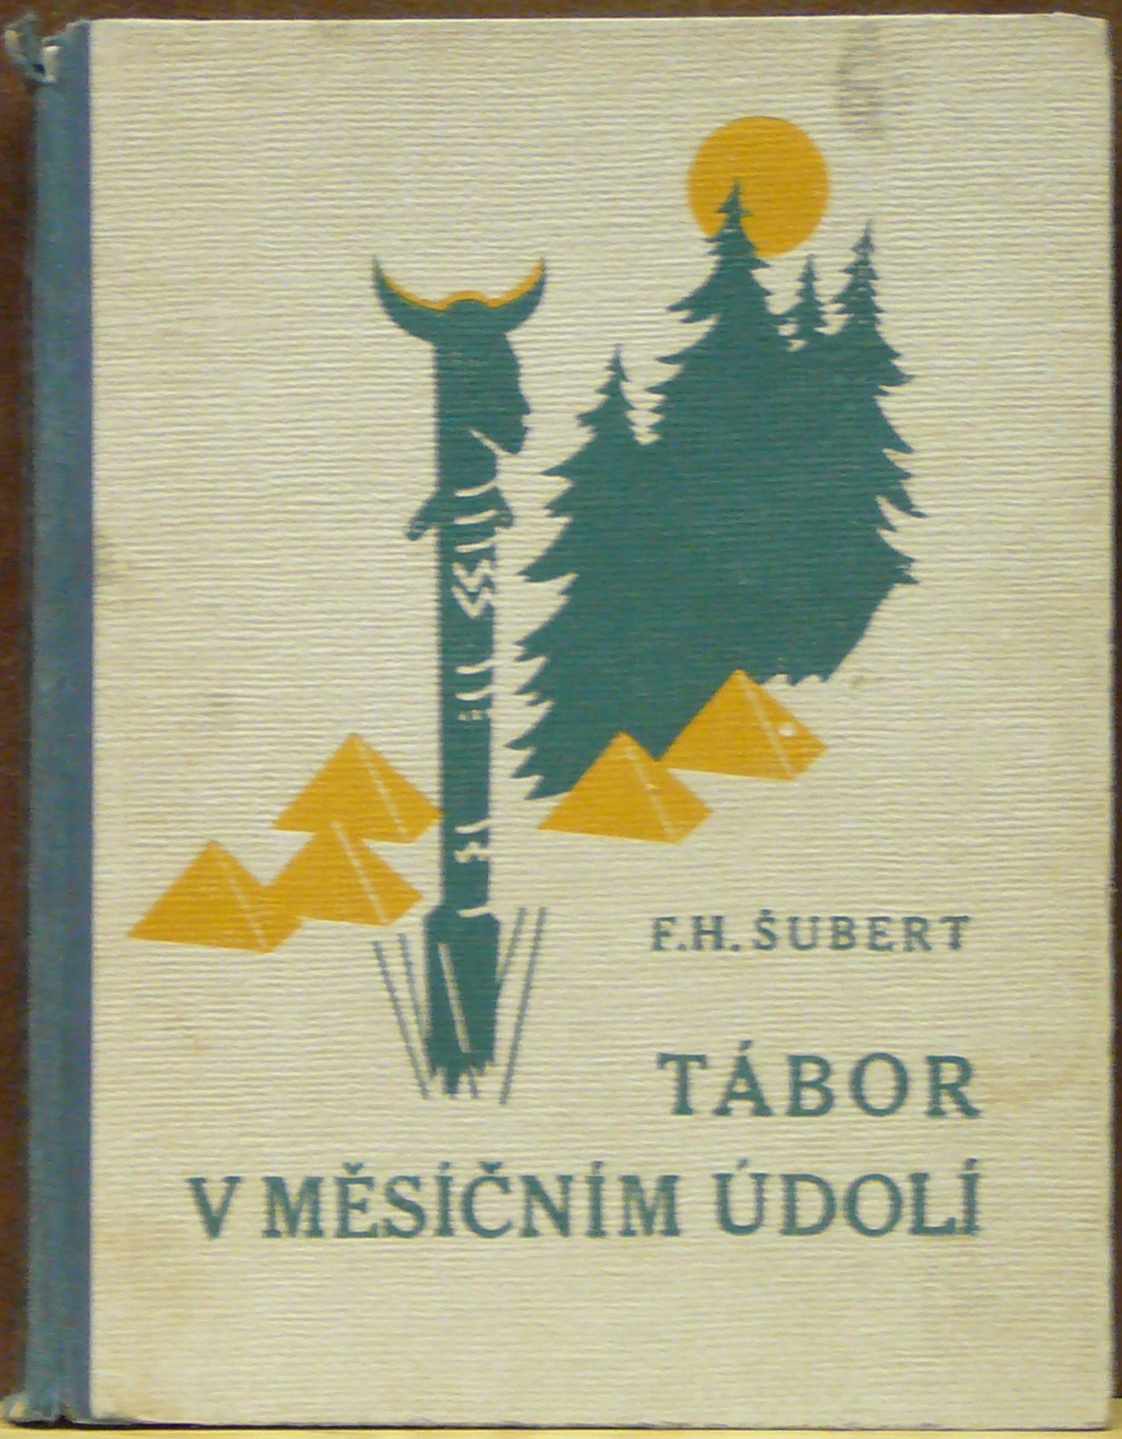 F.H. ŠUBERT
TÁBOR
V MĚSÍČNÍM ÚDOLÍ